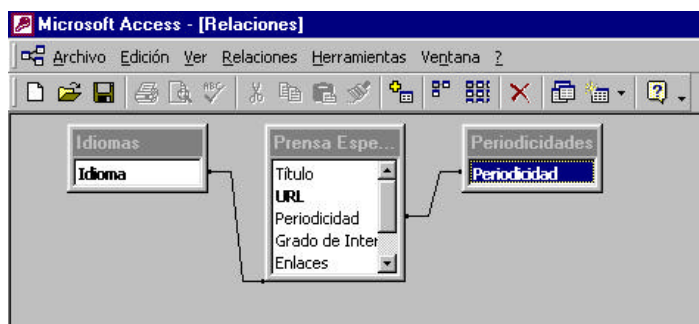 Microsoft Access - [Relaciones]
Archivo Edición Ver Relaciones Herramientas Ventana ?
ABC
Idiomas
Idioma
Prensa Espe...
Título
URL
Periodicidad
Grado de Inter
Enlaces
Periodicidades
Periodicidad